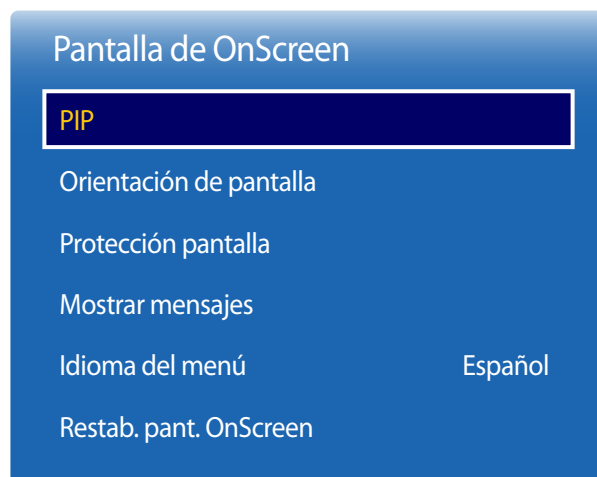 Pantalla de OnScreen
PIP
Orientación de pantalla
Protección pantalla
Mostrar mensajes
Idioma del menú Español
Restab. pant. OnScreen